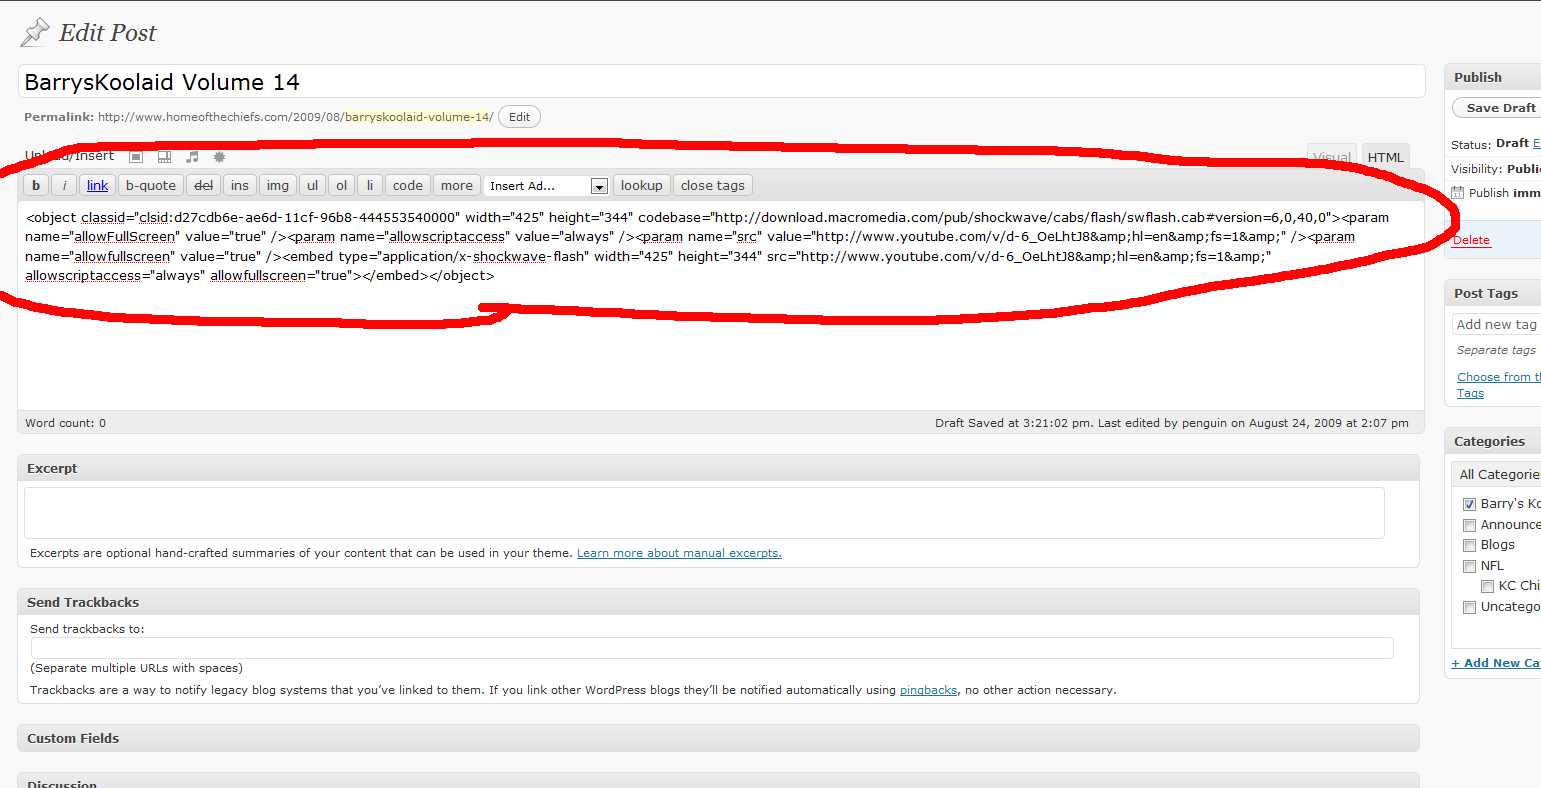 Edit Post
BarrysKoolaid Volume 14
Permalink: http://www.homeofthechiefs.com/2009/08/barryskoolaid-volume-14/ Edit
Upload/Insert
Visual HTML
b i link b-quote del ins img ul ol li code more Insert Ad... lookup close tags
<object classid="clsid:d27cdb6e-ae6d-11cf-96b8-444553540000" width="425" height="344" codebase="http://download.macromedia.com/pub/shockwave/cabs/flash/swflash.cab#version=6,0,40,0"><param
name="allowFullScreen" value="true" /><param name="allowscriptaccess" value="always" /><param name="src" value="http://www.youtube.com/v/d-6_OeLhtJ8&amp;hl=en&amp;fs=1&amp;" /><param
name="allowfullscreen" value="true" /><embed type="application/x-shockwave-flash" width="425" height="344" src="http://www.youtube.com/v/d-6_OeLhtJ8&amp;hl=en&amp;fs=1&amp;"
allowscriptaccess="always" allowfullscreen="true"></embed></object>
Word count: 0
Draft Saved at 3:21:02 pm. Last edited by penguin on August 24, 2009 at 2:07 pm
Excerpt
Excerpts are optional hand-crafted summaries of your content that can be used in your theme. Learn more about manual excerpts.
Send Trackbacks
Send trackbacks to:
(Separate multiple URLs with spaces)
Trackbacks are a way to notify legacy blog systems that you've linked to them. If you link other WordPress blogs they'll be notified automatically using pingbacks, no other action necessary.
Custom Fields
Discussion
Publish
Save Draft
Status: Draft E
Visibility: Public
Publish imm
Delete
Post Tags
Add new tag
Separate tags
Choose from t
Tags
Categories
All Categorie
Barry's Ko
Announce
Blogs
NFL
KC Chi
Uncatego
+ Add New Ca